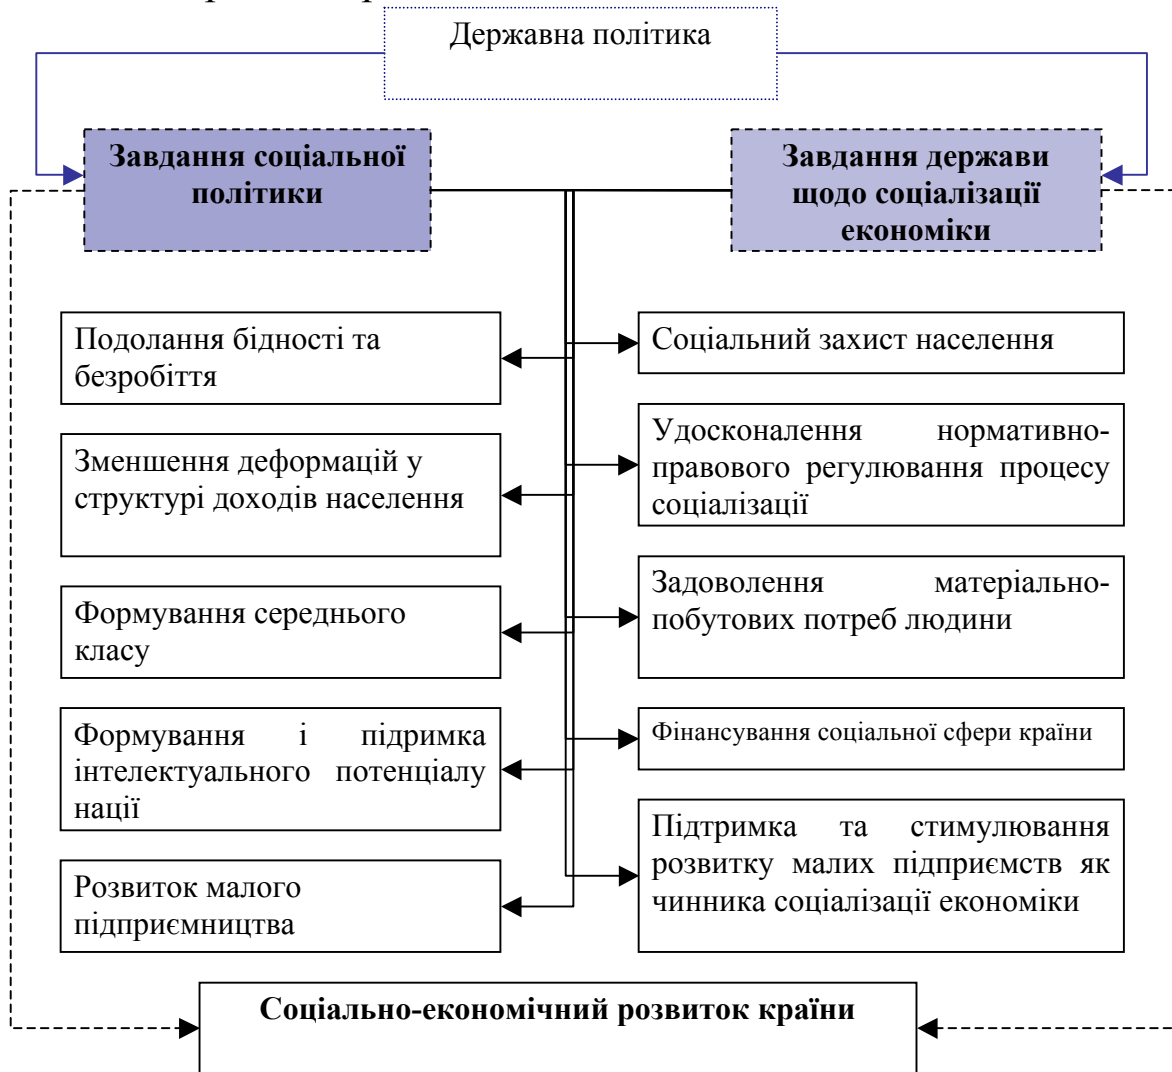 Державна політика
Завдання соціальної
політики
Завдання держави
щодо соціалізації
економіки
Подолання бідності та
безробіття
Зменшення деформацій у
структурі доходів населення
Формування середнього
класу
Формування і підримка
інтелектуального потенціалу
нації
Розвиток малого
підприємництва
Соціальний захист населення
Удосконалення нормативно-
правового регулювання процесу
соціалізації
Задоволення матеріально-
побутових потреб людини
Фінансування соціальної сфери країни
Підтримка та стимулювання
розвитку малих підприємств як
чинника соціалізації економіки
Соціально-економічний розвиток країни